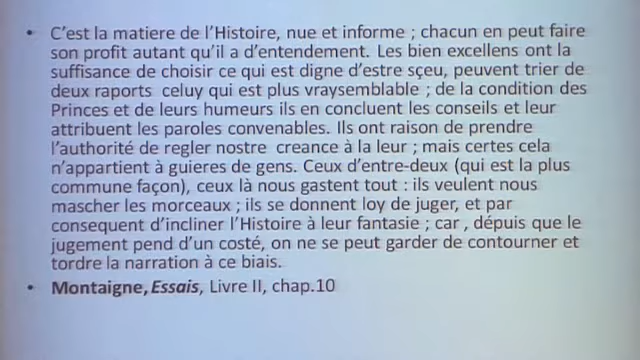 • C'est la matiere de l'Histoire, nue et informe ; chacun en peut faire
son profit autant qu'il a d'entendement. Les bien excellens ont la
suffisance de choisir ce qui est digne d'estre sçeu, peuvent trier de
deux raports celuy qui est plus vraysemblable ; de la condition des
Princes et de leurs humeurs ils en concluent les conseils et leur
attribuent les paroles convenables. Ils ont raison de prendre
l'authorité de regler nostre creance à la leur ; mais certes cela
n'appartient à guieres de gens. Ceux d'entre-deux (qui est la plus
commune façon), ceux là nous gastent tout : ils veulent nous
mascher les morceaux ; ils se donnent loy de juger, et par
consequent d'incliner l'Histoire à leur fantasie ; car , dépuis que le
jugement pend d'un costé, on ne se peut garder de contourner et
tordre la narration à ce biais.
• Montaigne, Essais, Livre II, chap.10